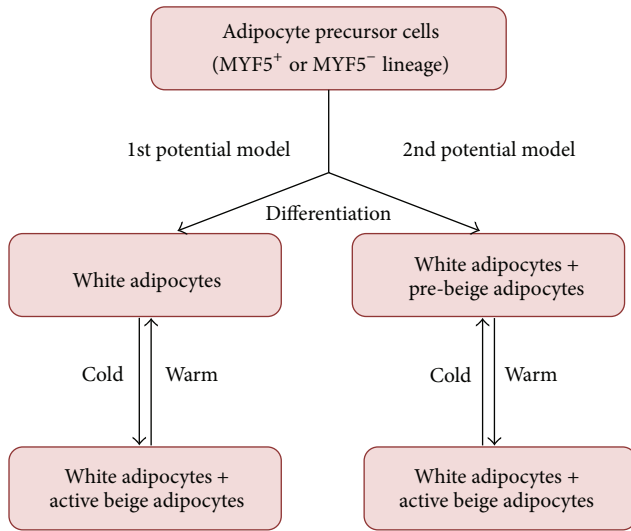 Adipocyte precursor cells
(MYF5⁺ or MYF5⁻ lineage)
1st potential model
2nd potential model
Differentiation
White adipocytes
White adipocytes +
pre-beige adipocytes
Cold
Warm
Cold
Warm
White adipocytes +
active beige adipocytes
White adipocytes +
active beige adipocytes